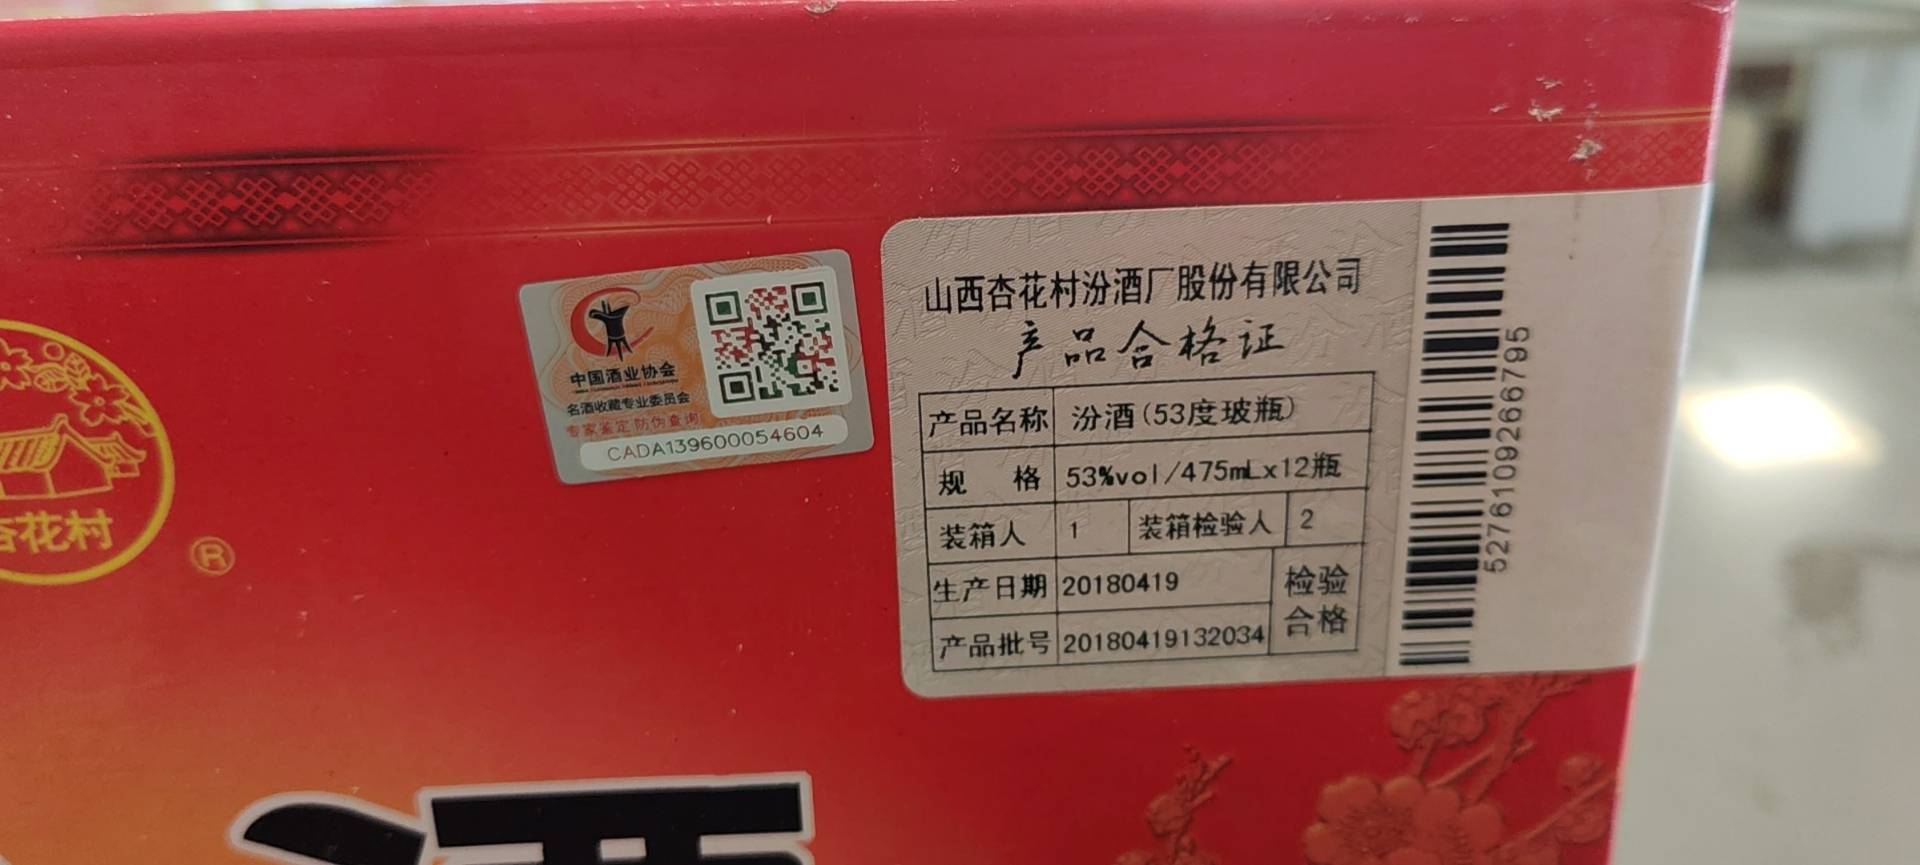 杏花村
®
中国酒业协会
名酒收藏专业委员会
专家鉴定防伪查询
CADA139600054604
山西杏花村汾酒厂股份有限公司
产品合格证
产品名称 汾酒(53度玻瓶)
规 格 53%vol/475mLx12瓶
装箱人 1 装箱检验人 2
生产日期 20180419
检验
合格
产品批号 20180419132034
52761092667​95
酒